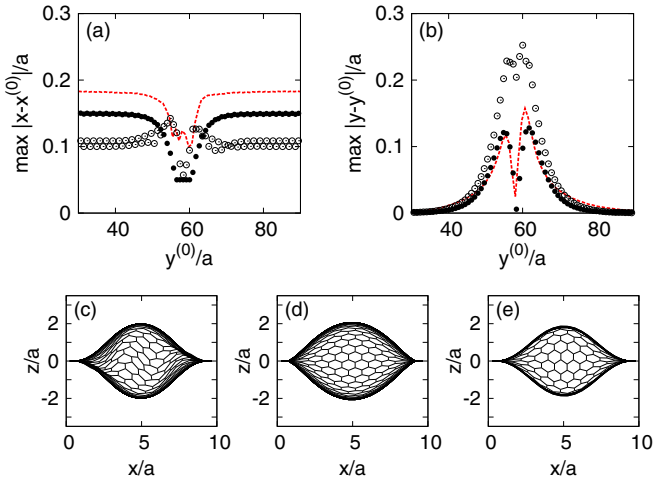 (a)
max |x-x^(0)|/a
0.3
0.2
0.1
0
40 60 80
y^(0)/a
(b)
max |y-y^(0)|/a
0.3
0.2
0.1
0
40 60 80
y^(0)/a
(c)
z/a
2
0
-2
0 5 10
x/a
(d)
z/a
2
0
-2
0 5 10
x/a
(e)
z/a
2
0
-2
0 5 10
x/a